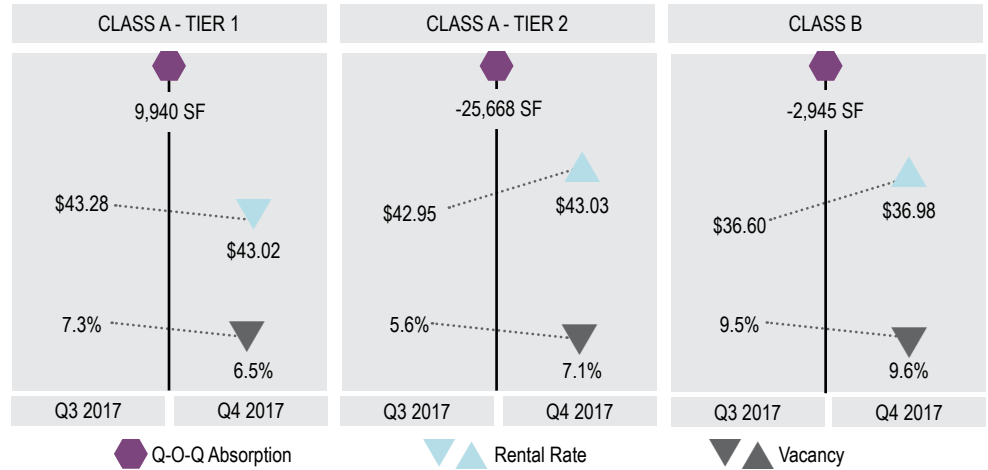 CLASS A - TIER 1
9,940 SF
$43.28
$43.02
7.3%
6.5%
Q3 2017
Q4 2017
CLASS A - TIER 2
-25,668 SF
$42.95
$43.03
5.6%
7.1%
Q3 2017
Q4 2017
CLASS B
-2,945 SF
$36.60
$36.98
9.5%
9.6%
Q3 2017
Q4 2017
Q-O-Q Absorption
Rental Rate
Vacancy